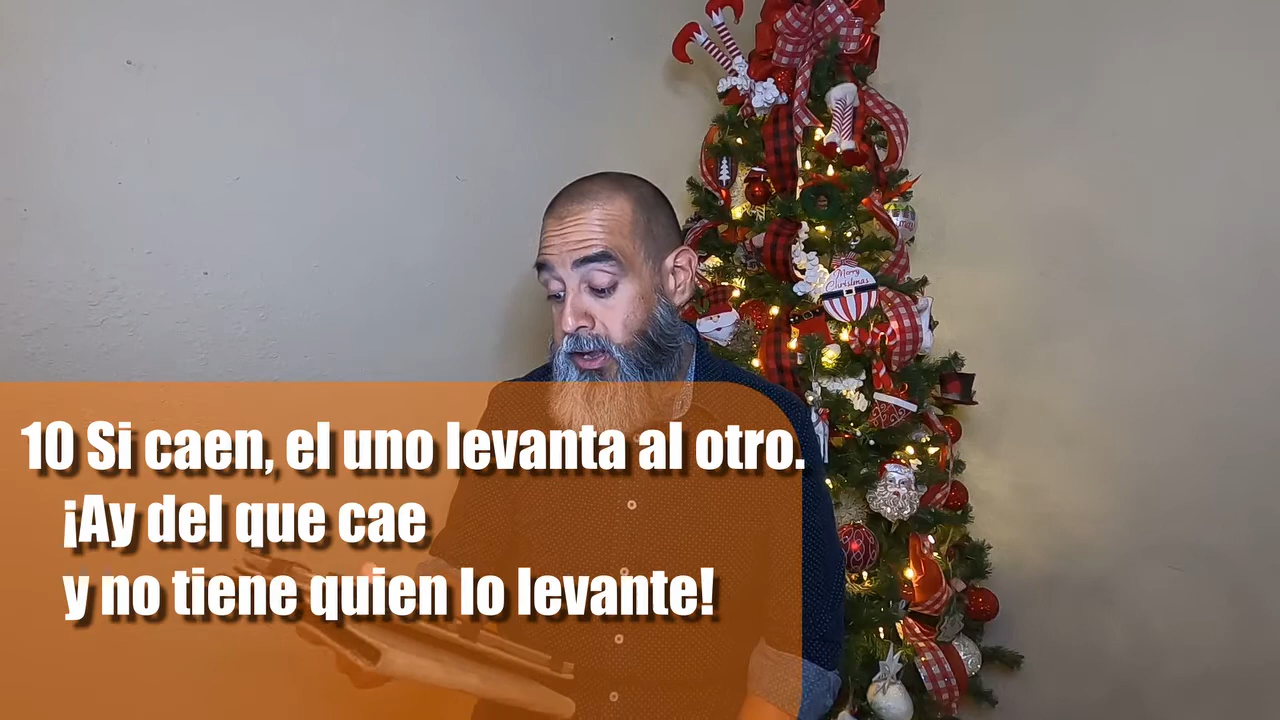 10 Si caen, el uno levanta al otro.
¡Ay del que cae
y no tiene quien lo levante!
Merry
Christmas